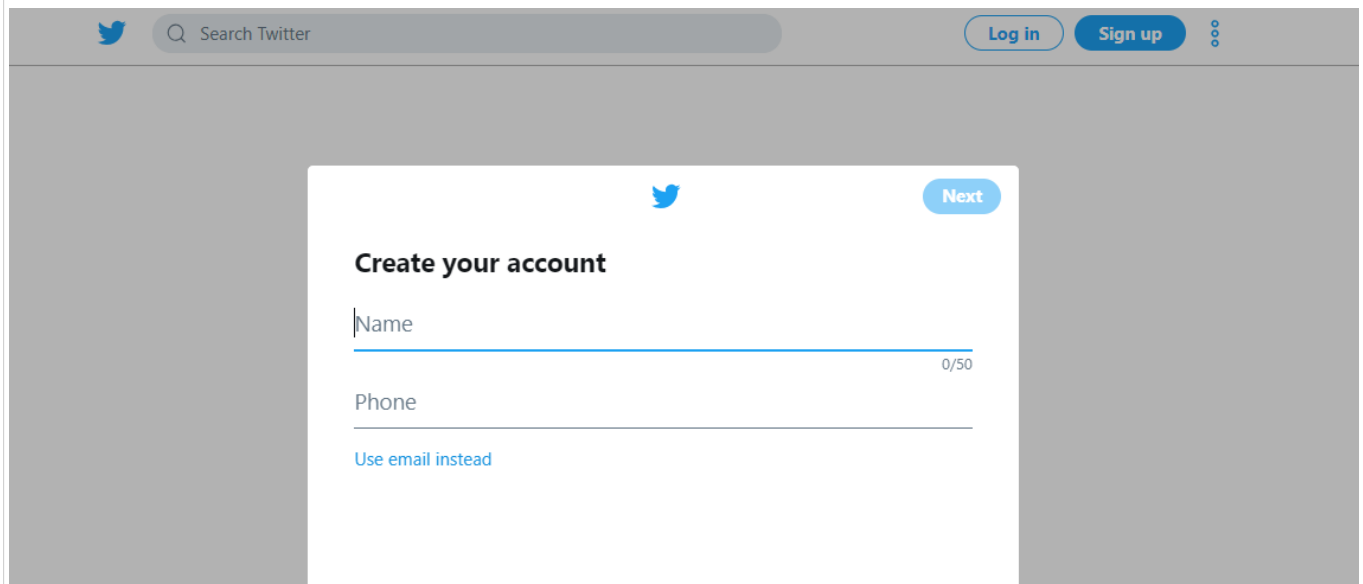 Search Twitter
Log in
Sign up
Next
Create your account
Name
0/50
Phone
Use email instead